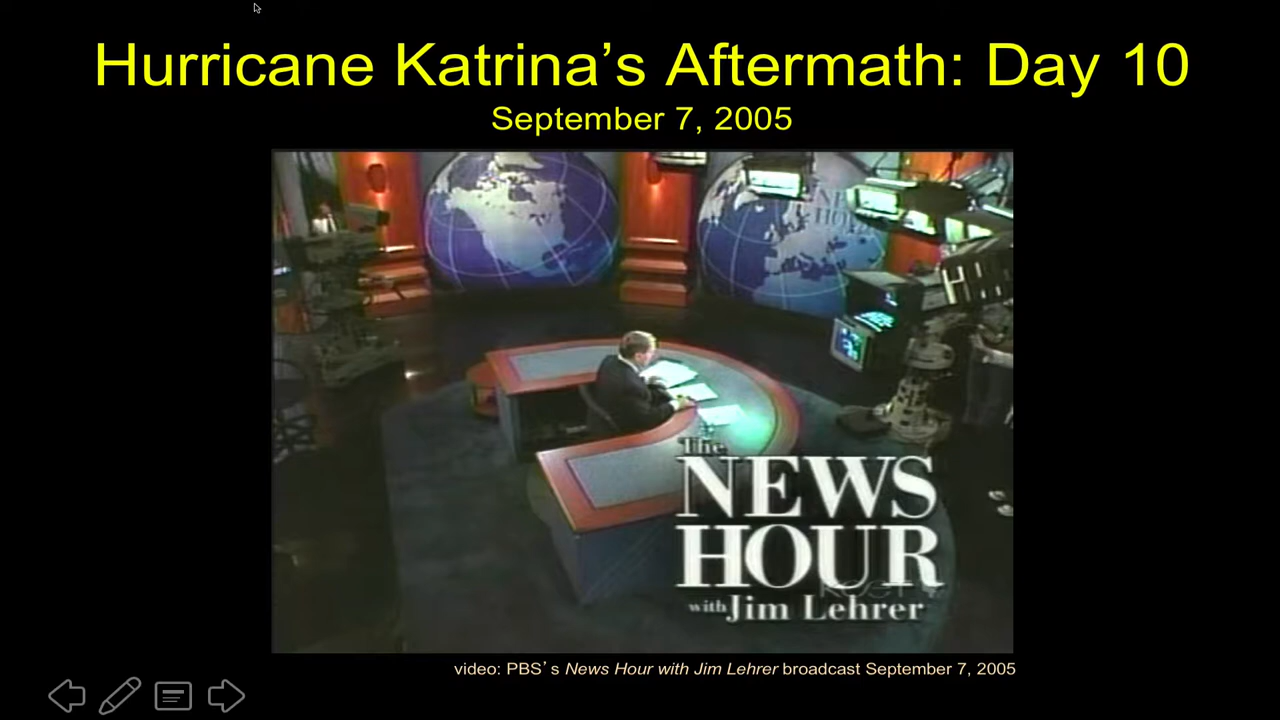 Hurricane Katrina’s Aftermath: Day 10
September 7, 2005
The
NEWS
HOUR
with Jim Lehrer
video: PBS’s News Hour with Jim Lehrer broadcast September 7, 2005